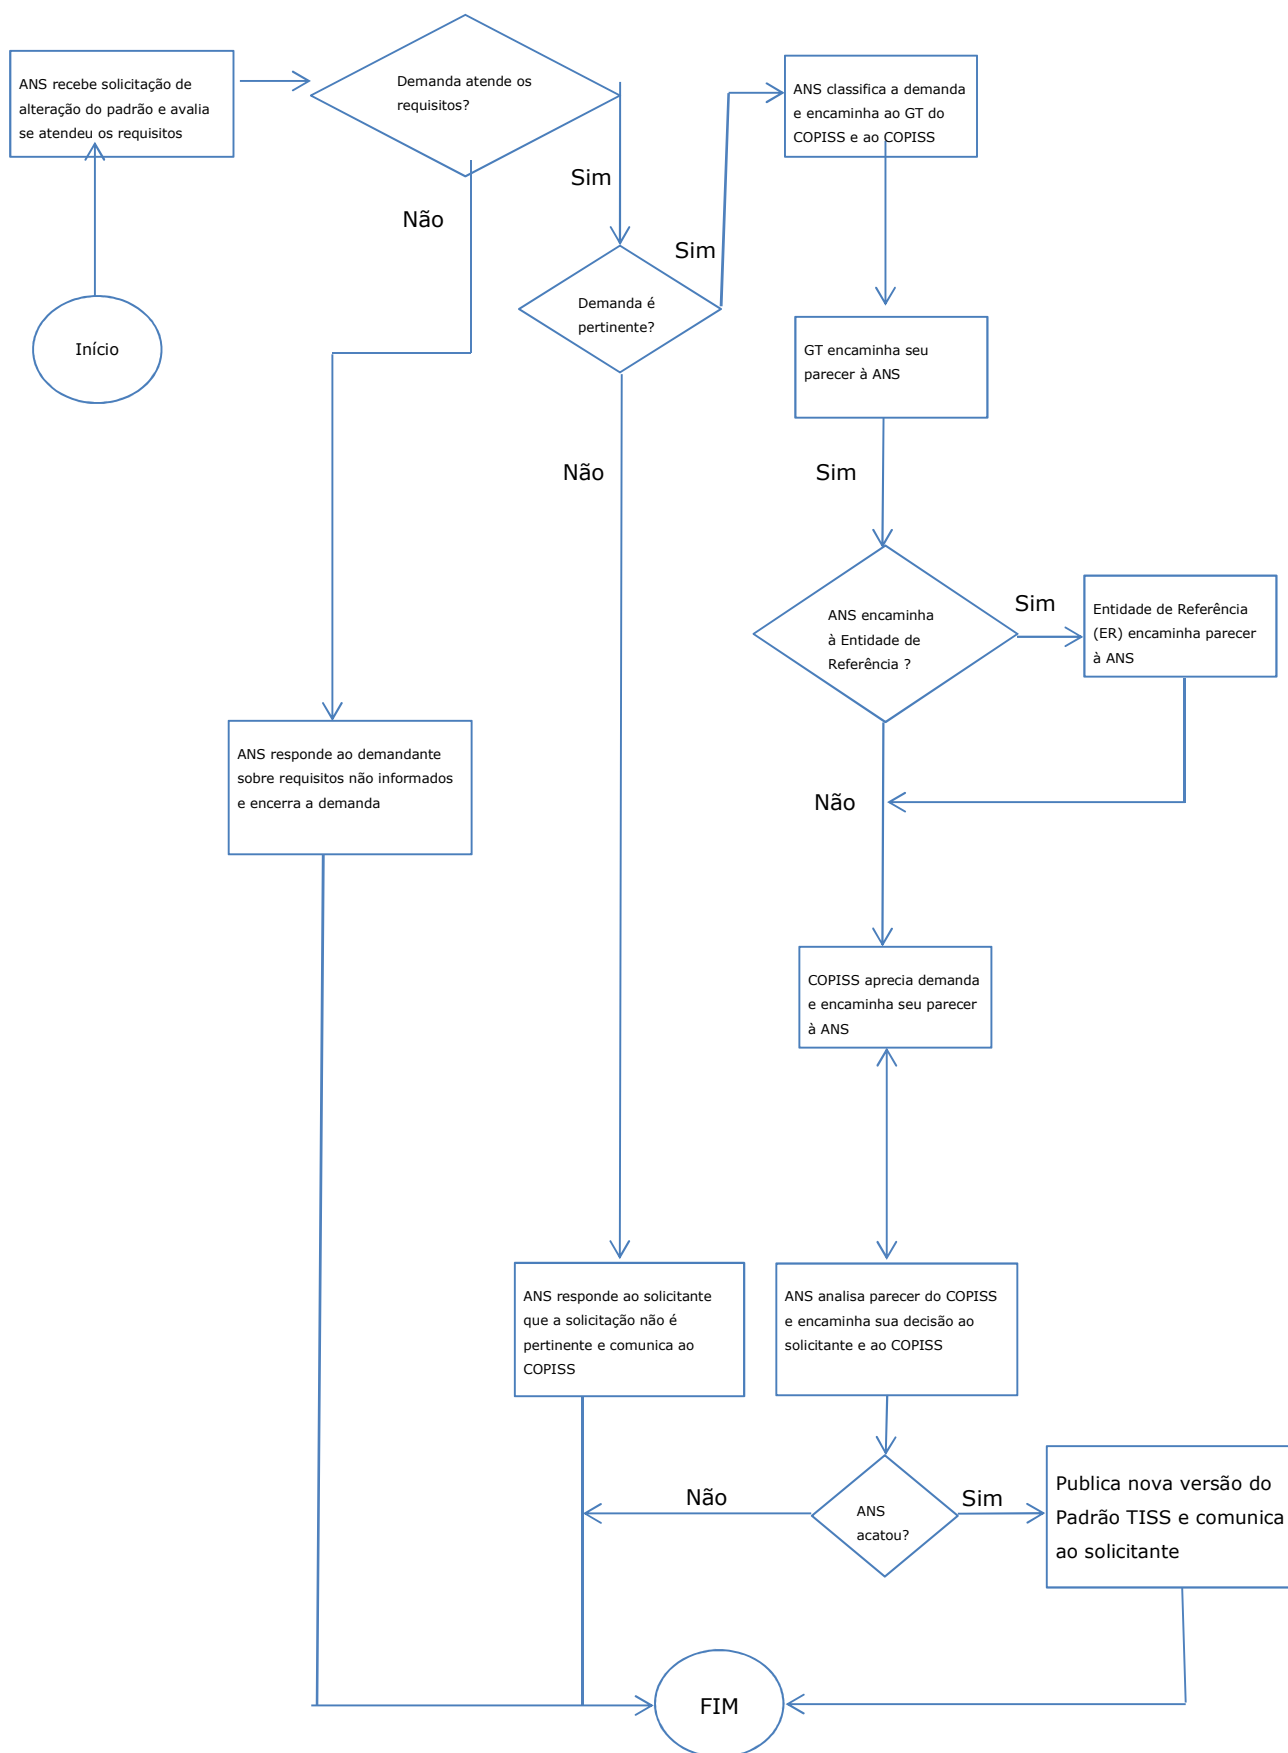 ANS recebe solicitação de
alteração do padrão e avalia
se atendeu os requisitos
Demanda atende os
requisitos?
ANS classifica a demanda
e encaminha ao GT do
COPISS e ao COPISS
Sim
Não
Sim
Início
Demanda é
pertinente?
GT encaminha seu
parecer à ANS
Não
Sim
ANS encaminha
à Entidade de
Referência ?
Sim
Entidade de Referência
(ER) encaminha parecer
à ANS
ANS responde ao demandante
sobre requisitos não informados
e encerra a demanda
Não
COPISS aprecia demanda
e encaminha seu parecer
à ANS
ANS responde ao solicitante
que a solicitação não é
pertinente e comunica ao
COPISS
ANS analisa parecer do COPISS
e encaminha sua decisão ao
solicitante e ao COPISS
Não
ANS
acatou?
Sim
Publica nova versão do
Padrão TISS e comunica
ao solicitante
FIM